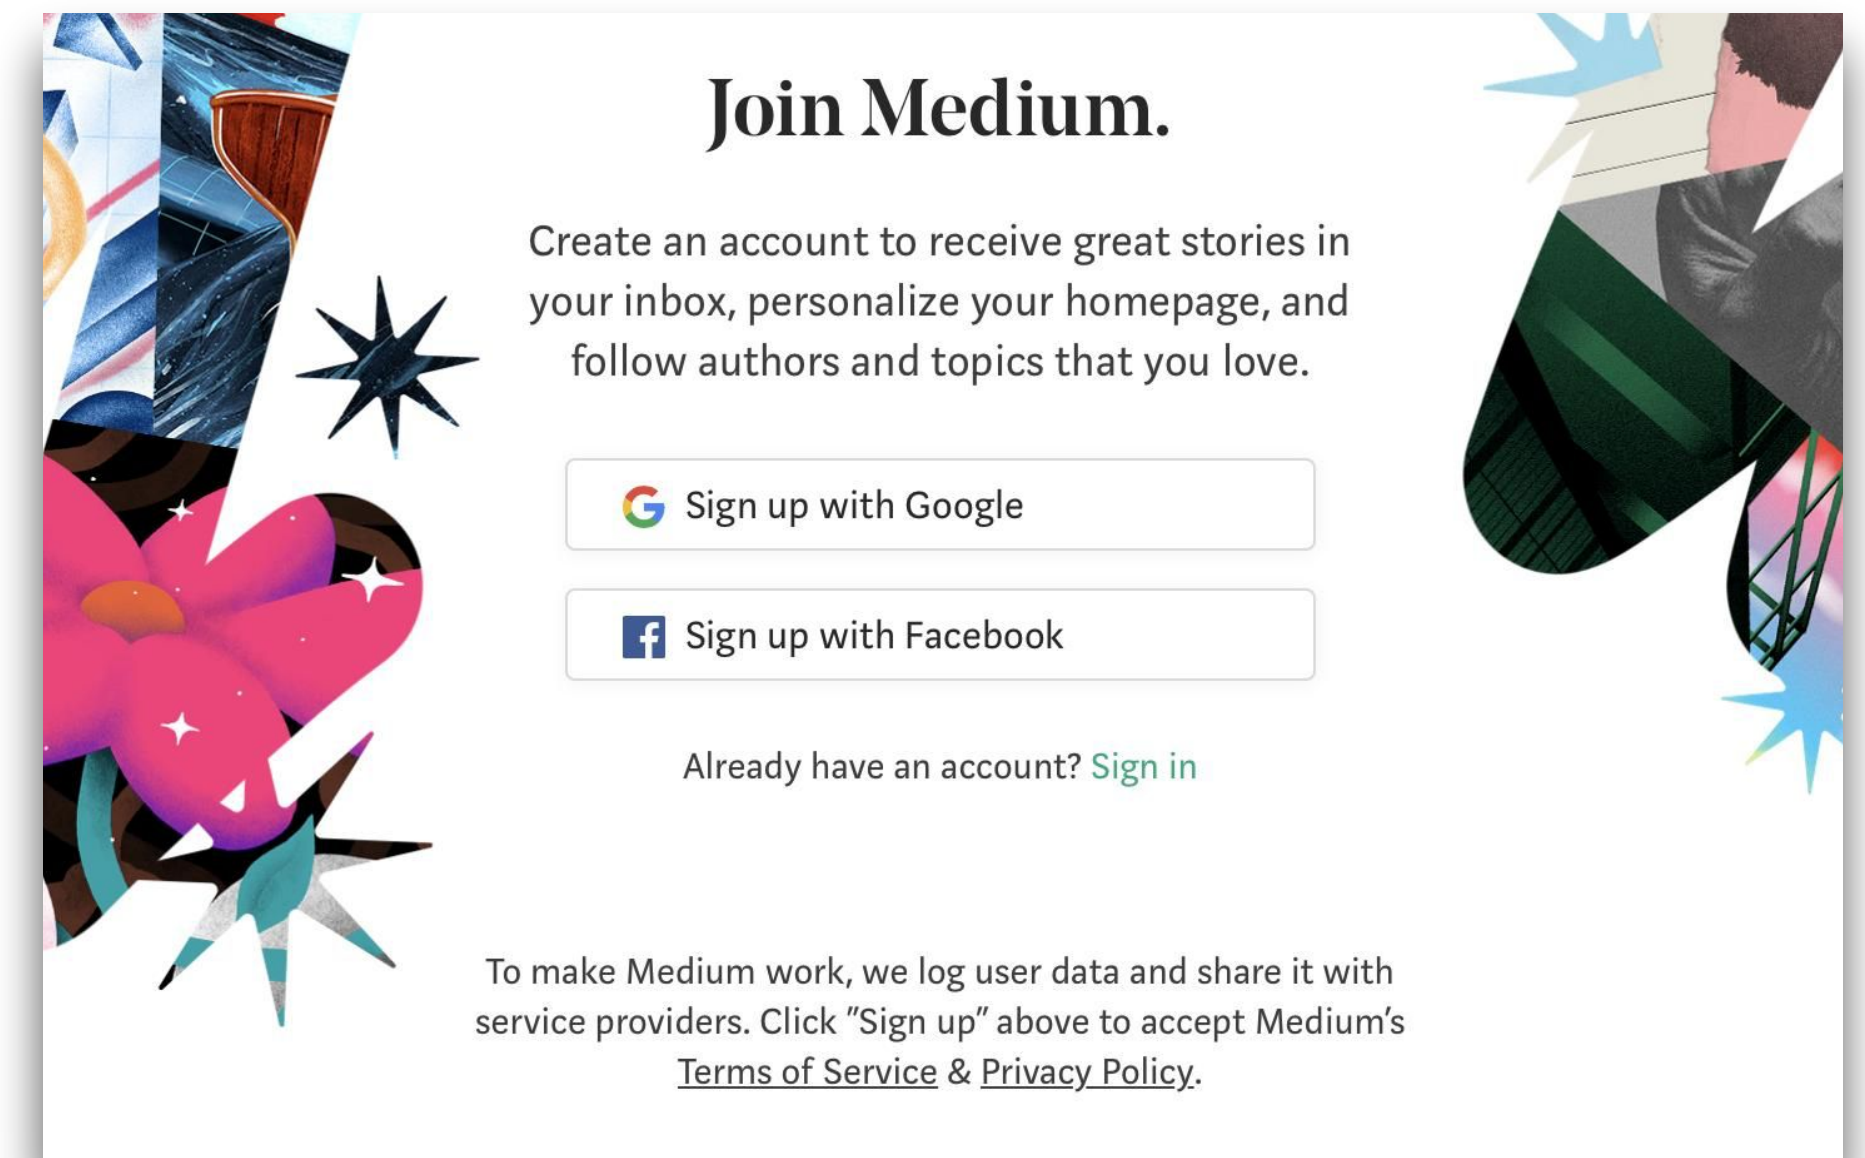 Join Medium.
Create an account to receive great stories in
your inbox, personalize your homepage, and
follow authors and topics that you love.
Sign up with Google
Sign up with Facebook
Already have an account? Sign in
To make Medium work, we log user data and share it with
service providers. Click "Sign up" above to accept Medium's
Terms of Service & Privacy Policy.